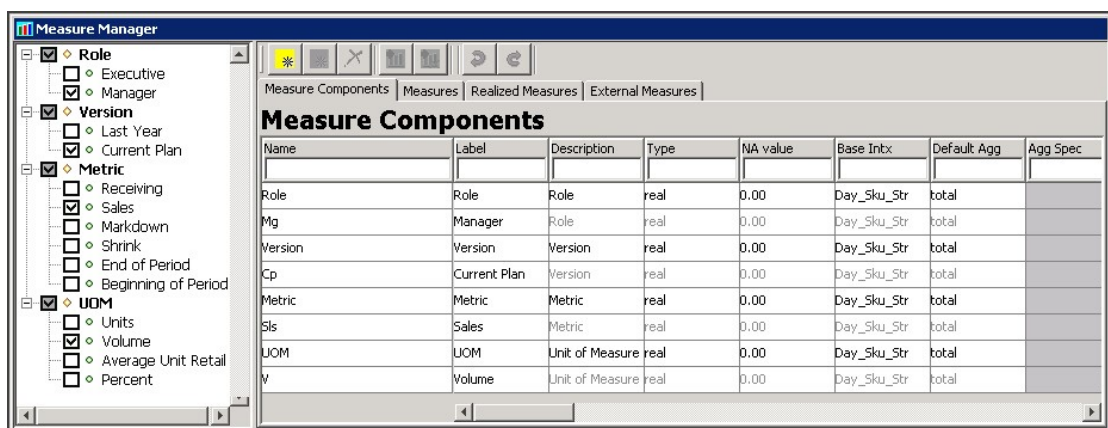 Measure Manager
Role
Executive
Manager
Version
Last Year
Current Plan
Metric
Receiving
Sales
Markdown
Shrink
End of Period
Beginning of Period
UOM
Units
Volume
Average Unit Retail
Percent
Measure Components Measures Realized Measures External Measures
Measure Components
Name Label Description Type NA value Base Intx Default Agg Agg Spec
Role Role Role real 0.00 Day_Sku_Str total
Mg Manager Role real 0.00 Day_Sku_Str total
Version Version Version real 0.00 Day_Sku_Str total
Cp Current Plan Version real 0.00 Day_Sku_Str total
Metric Metric Metric real 0.00 Day_Sku_Str total
Sls Sales Metric real 0.00 Day_Sku_Str total
UOM UOM Unit of Measure real 0.00 Day_Sku_Str total
V Volume Unit of Measure real 0.00 Day_Sku_Str total